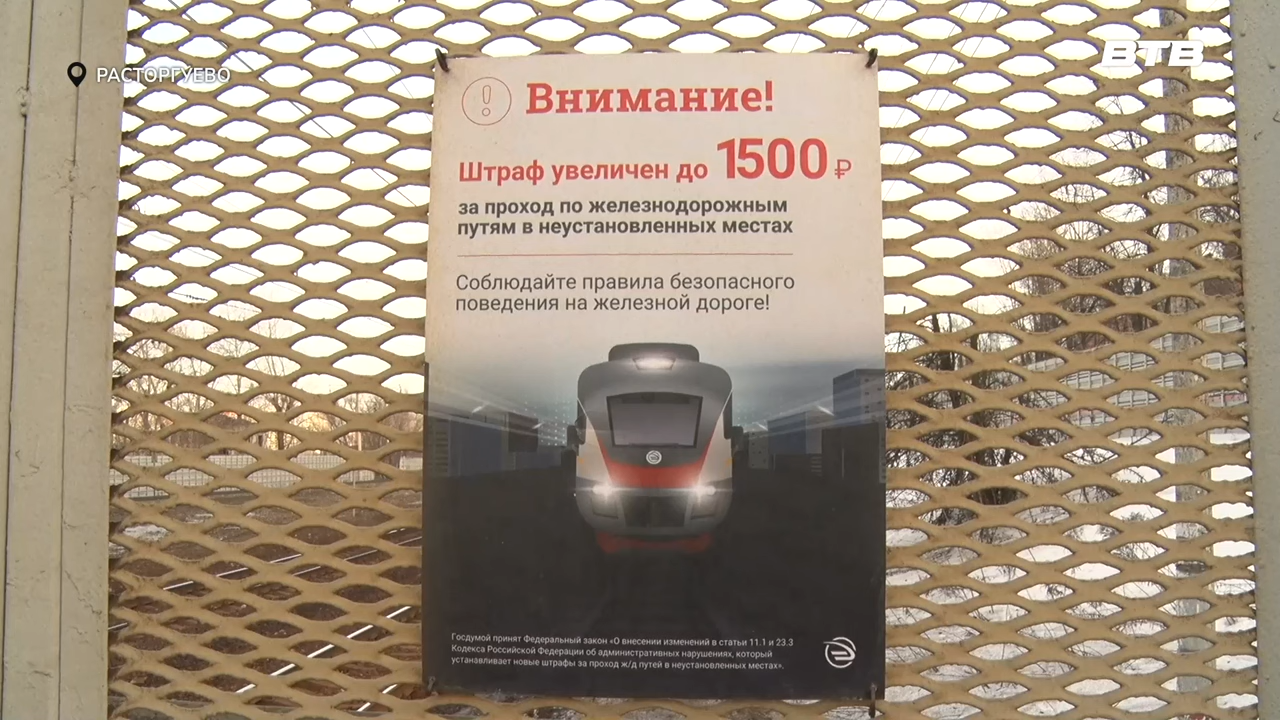 РАСТОРГУЕВО
ВТВ
Внимание!
Штраф увеличен до 1500 ₽
за проход по железнодорожным
путям в неустановленных местах
Соблюдайте правила безопасного
поведения на железной дороге!
Госдумой принят Федеральный закон «О внесении изменений в статьи 11.1 и 23.3
Кодекса Российской Федерации об административных нарушениях», который
устанавливает новые штрафы за проход ж/д путей в неустановленных местах».